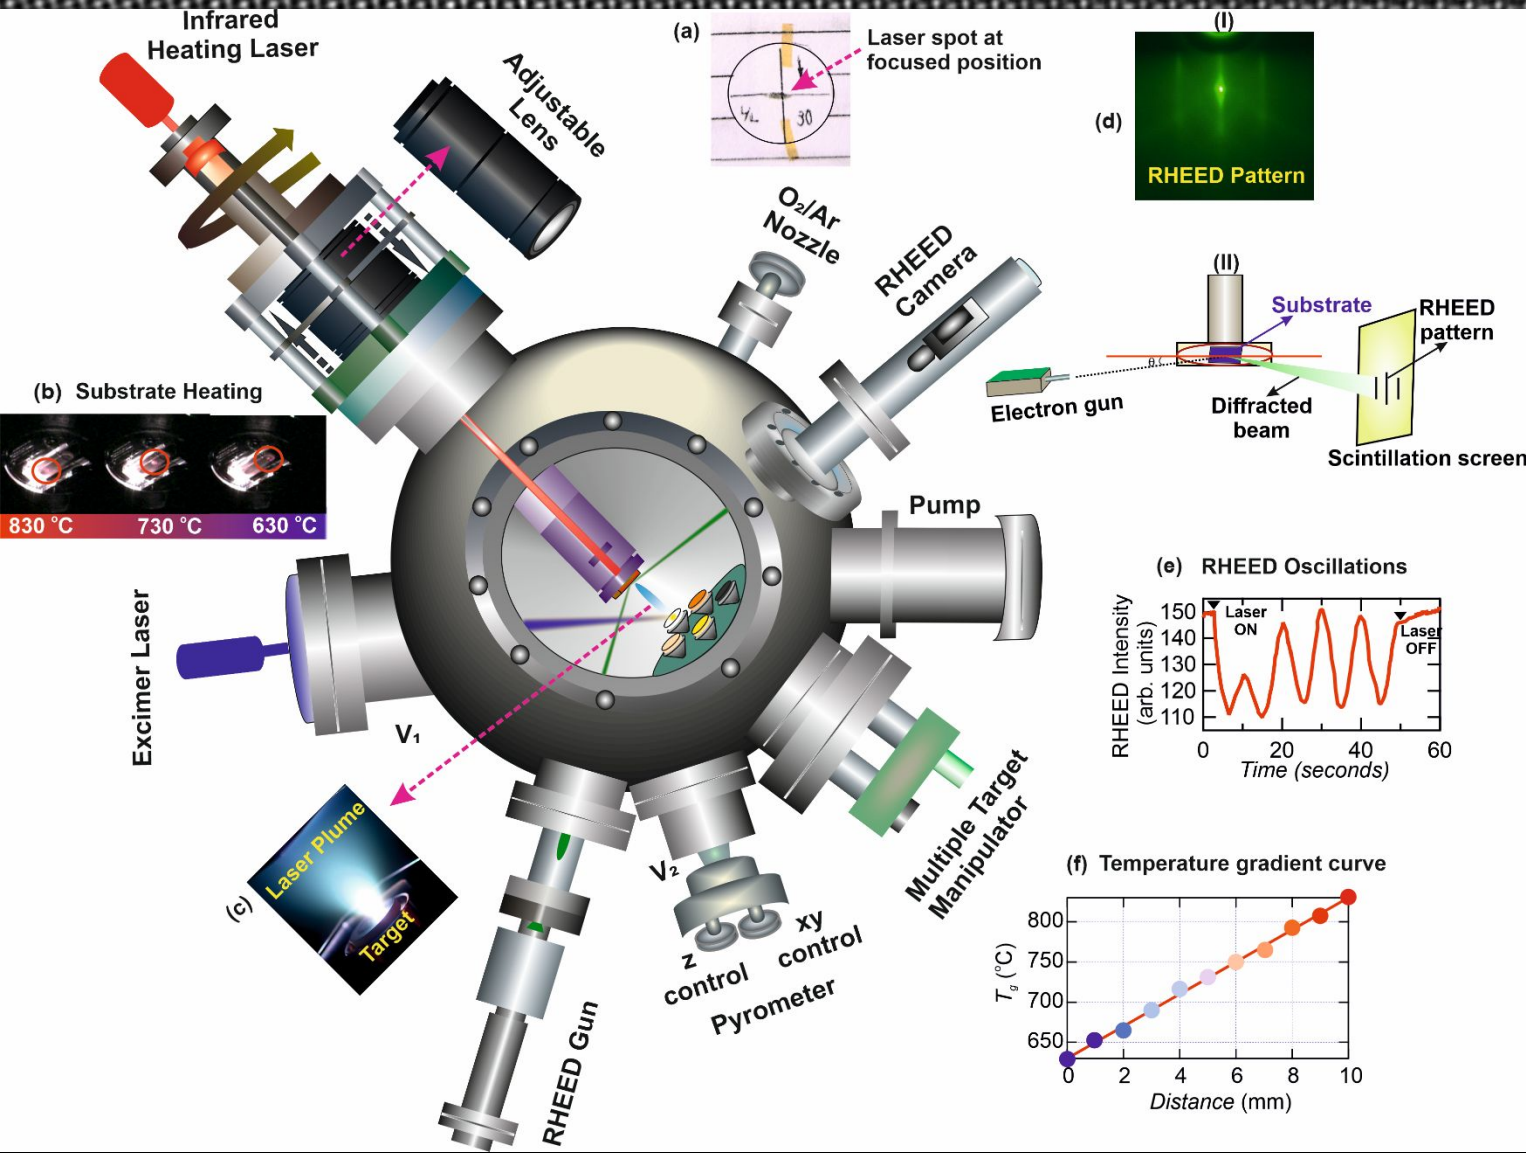 Infrared
Heating Laser
Adjustable
Lens
(a)
Laser spot at
focused position
30
(I)
(d)
RHEED Pattern
O₂/Ar
Nozzle
RHEED
Camera
(II)
Substrate
RHEED
pattern
θ
Electron gun
Diffracted
beam
Scintillation screen
(b) Substrate Heating
830 °C 730 °C 630 °C
Pump
Excimer Laser
V₁
(e) RHEED Oscillations
RHEED Intensity
(arb. units)
150
140
130
120
110
Laser
ON
Laser
OFF
0 20 40 60
Time (seconds)
(c)
Laser Plume
Target
V₂
z
control
xy
control
Pyrometer
RHEED Gun
Multiple Target
Manipulator
(f) Temperature gradient curve
T₉ (°C)
800
750
700
650
0 2 4 6 8 10
Distance (mm)